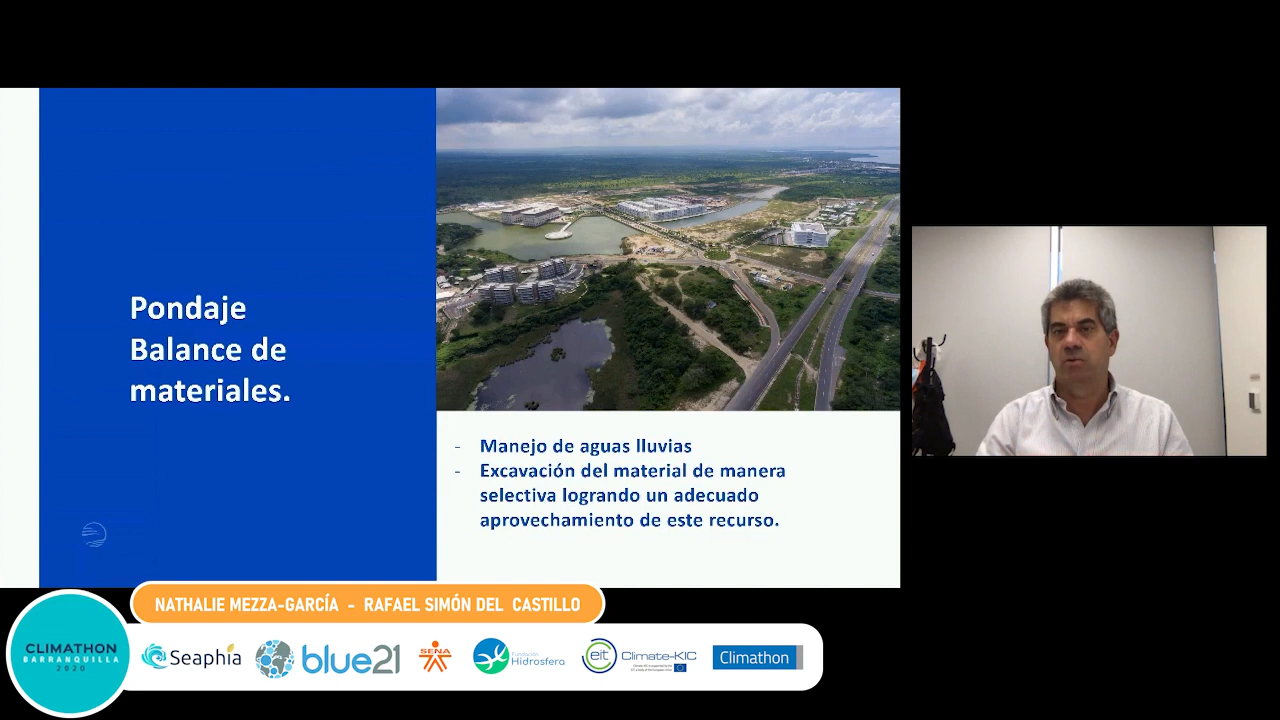 Pondaje
Balance de
materiales.
- Manejo de aguas lluvias
- Excavación del material de manera
selectiva logrando un adecuado
aprovechamiento de este recurso.
NATHALIE MEZZA-GARCÍA - RAFAEL SIMÓN DEL CASTILLO
CLIMATHON
BARRANQUILLA
2020
Seaphia
blue21
SENA
Fundación
Hidrosfera
eit
Climate-KIC
Climathon